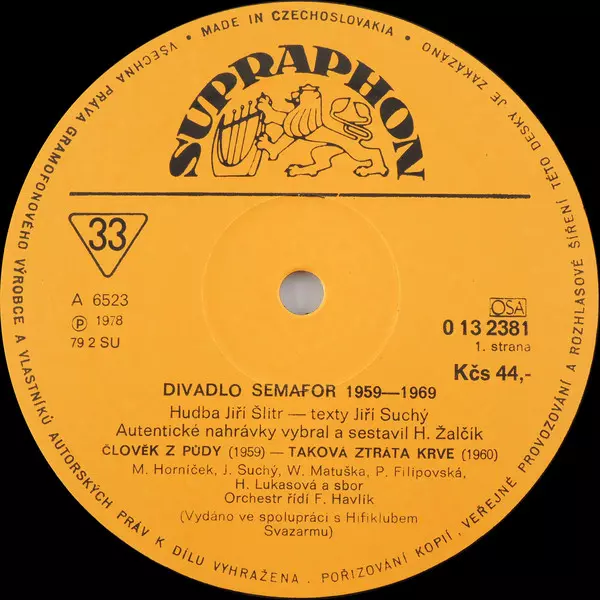 MADE IN CZECHOSLOVAKIA • VŠECHNA PRÁVA GRAMOFONOVÉHO VÝROBCE A VLASTNÍKŮ AUTORSKÝCH PRÁV K DÍLU VYHRAŽENA . POŘIZOVÁNÍ KOPIÍ . VEŘEJNÉ PROVOZOVÁNÍ A ROZHLASOVÉ ŠÍŘENÍ TÉTO DESKY JE ZAKÁZÁNO
SUPRAPHON
33
A 6523
℗ 1978
79 2 SU
OSA
0 13 2381
1. strana
Kčs 44,-
DIVADLO SEMAFOR 1959—1969
Hudba Jiří Šlitr — texty Jiří Suchý
Autentické nahrávky vybral a sestavil H. Žalčík
ČLOVĚK Z PŮDY (1959) — TAKOVÁ ZTRÁTA KRVE (1960)
M. Horníček, J. Suchý, W. Matuška, P. Filipovská,
H. Lukasová a sbor
Orchestr řídí F. Havlík
(Vydáno ve spolupráci s Hifiklubem
Svazarmu)